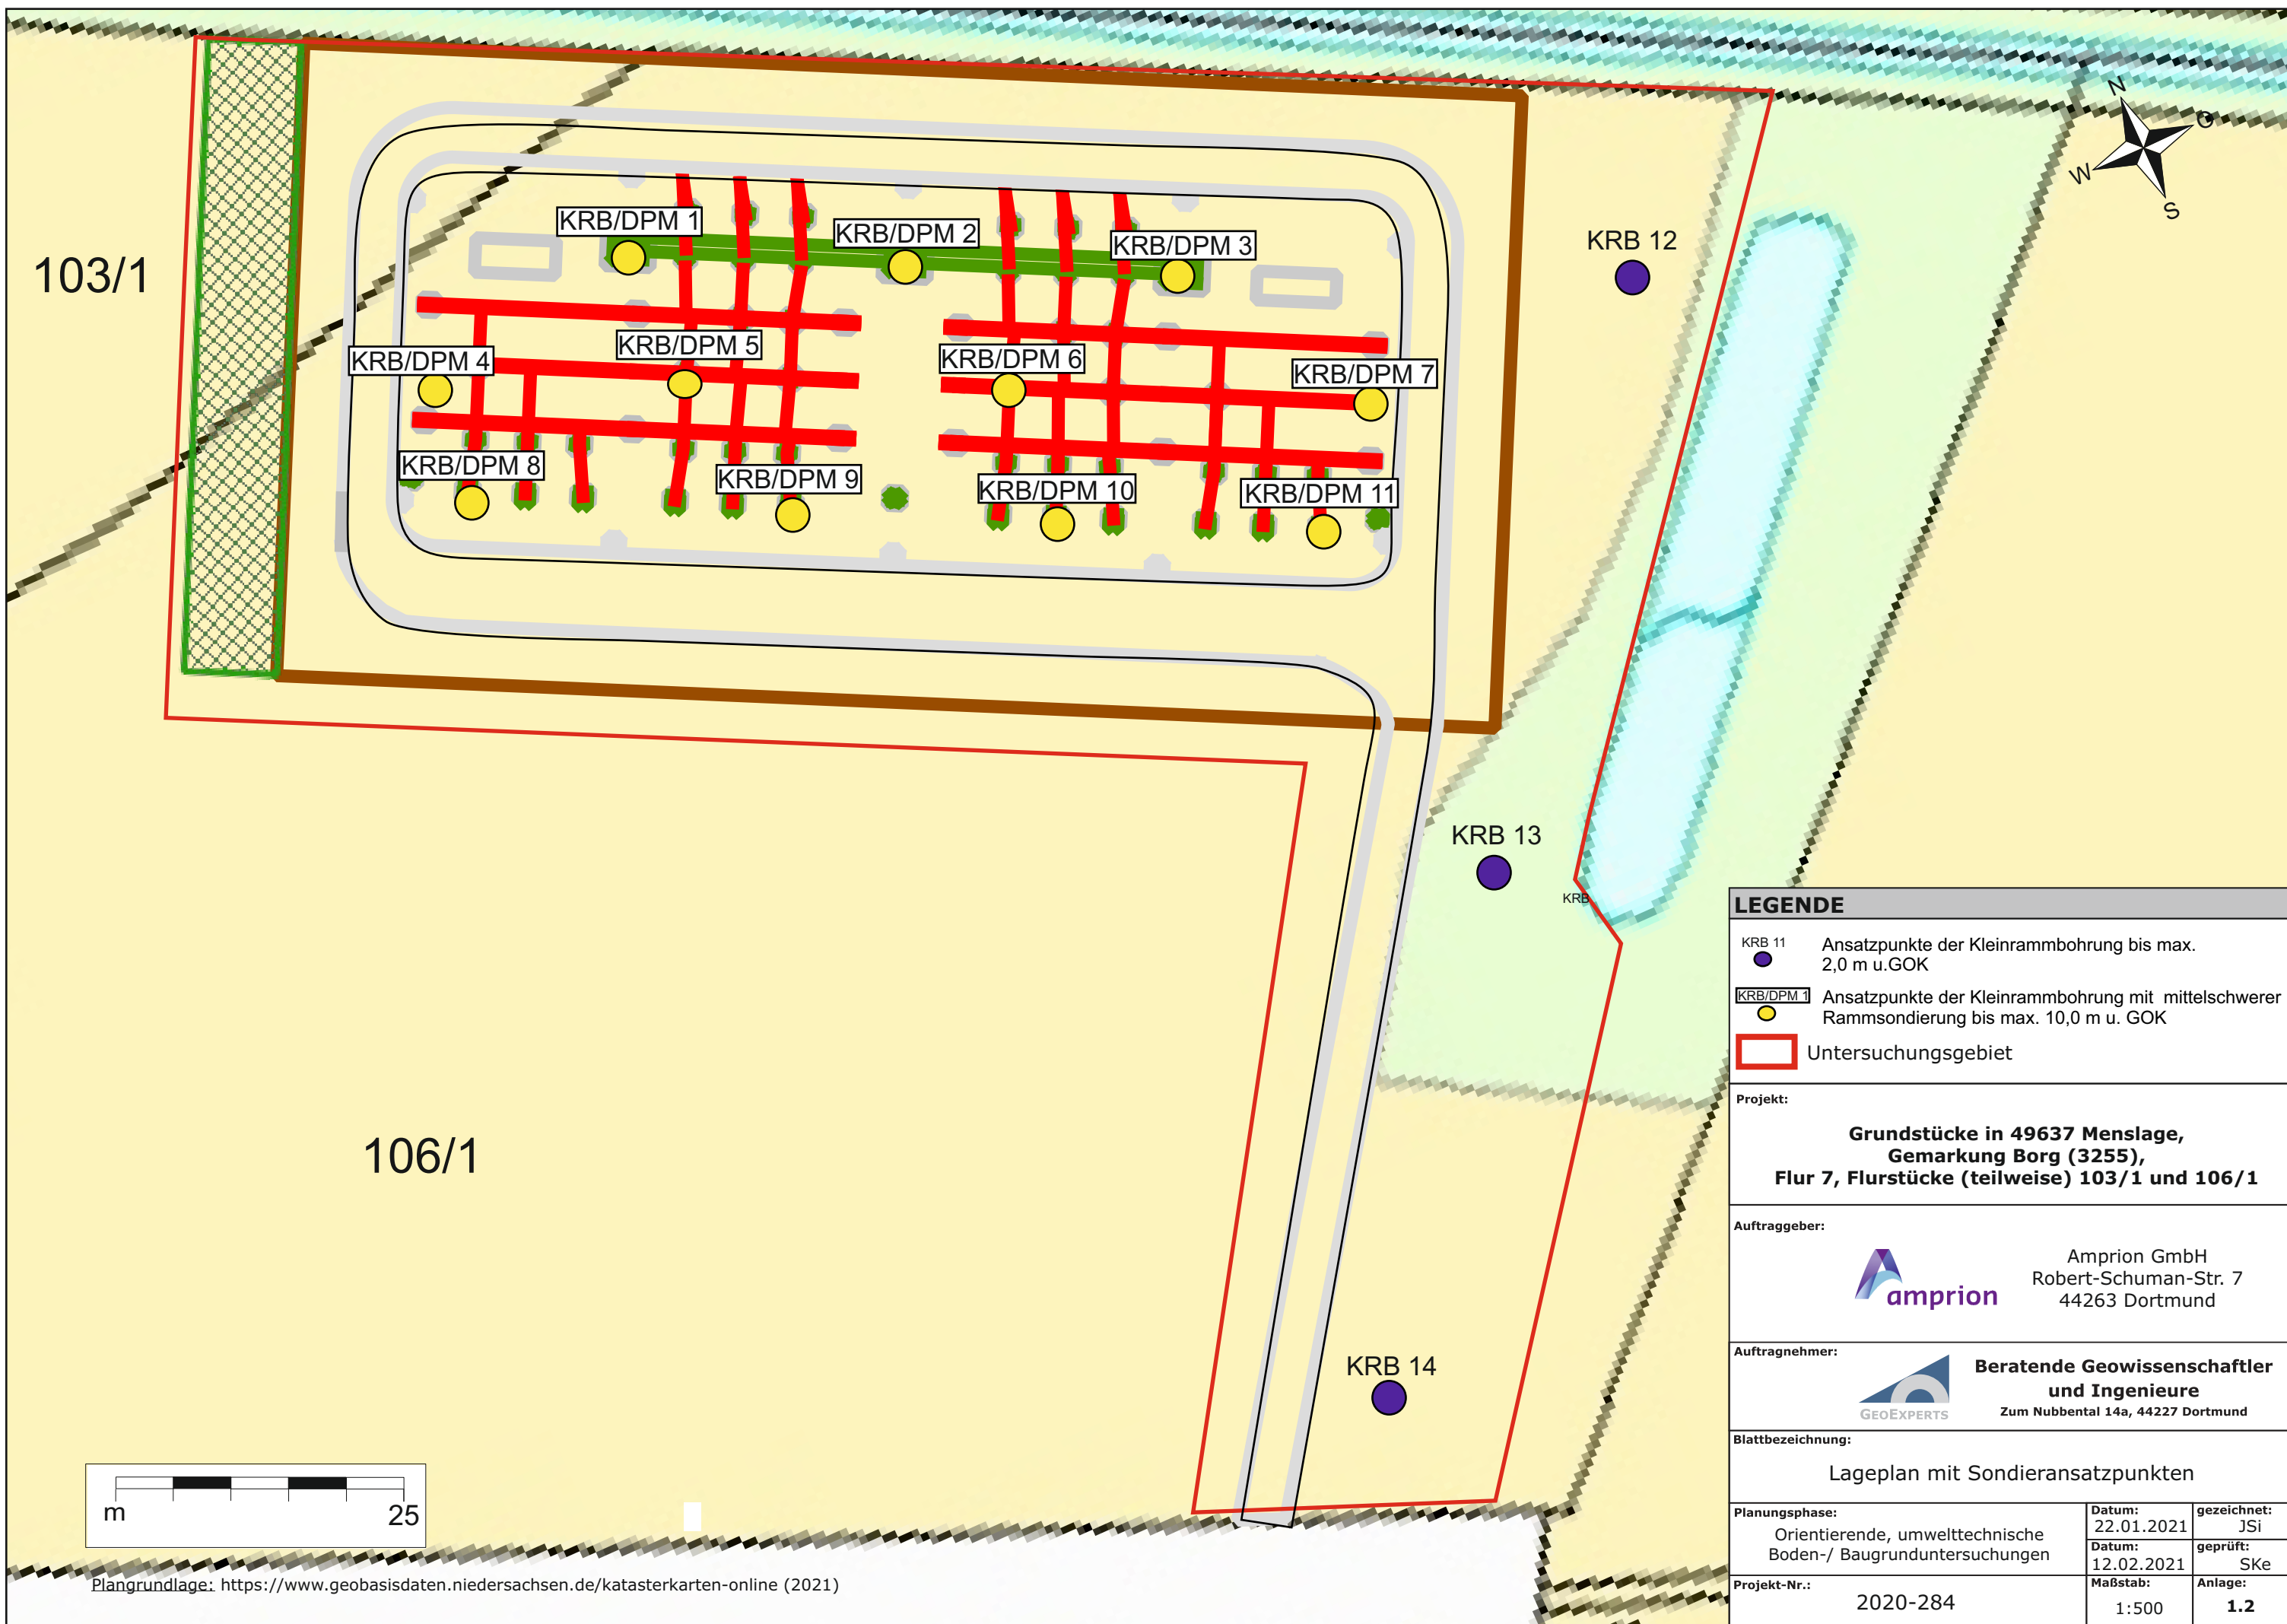 N
O
W
S
103/1
KRB/DPM 1
KRB/DPM 2
KRB/DPM 3
KRB 12
KRB/DPM 4
KRB/DPM 5
KRB/DPM 6
KRB/DPM 7
KRB/DPM 8
KRB/DPM 9
KRB/DPM 10
KRB/DPM 11
KRB 13
KRB
106/1
KRB 14
m 25
Plangrundlage: https://www.geobasisdaten.niedersachsen.de/katasterkarten-online (2021)
LEGENDE
KRB 11
Ansatzpunkte der Kleinrammbohrung bis max.
2,0 m u.GOK
KRB/DPM 1
Ansatzpunkte der Kleinrammbohrung mit mittelschwerer
Rammsondierung bis max. 10,0 m u. GOK
Untersuchungsgebiet
Projekt:
Grundstücke in 49637 Menslage,
Gemarkung Borg (3255),
Flur 7, Flurstücke (teilweise) 103/1 und 106/1
Auftraggeber:
amprion
Amprion GmbH
Robert-Schuman-Str. 7
44263 Dortmund
Auftragnehmer:
GEOEXPERTS
Beratende Geowissenschaftler
und Ingenieure
Zum Nubbental 14a, 44227 Dortmund
Blattbezeichnung:
Lageplan mit Sondieransatzpunkten
Planungsphase:
Orientierende, umwelttechnische
Boden-/ Baugrunduntersuchungen
Datum:
22.01.2021
gezeichnet:
JSi
Datum:
12.02.2021
geprüft:
SKe
Projekt-Nr.:
2020-284
Maßstab:
1:500
Anlage:
1.2